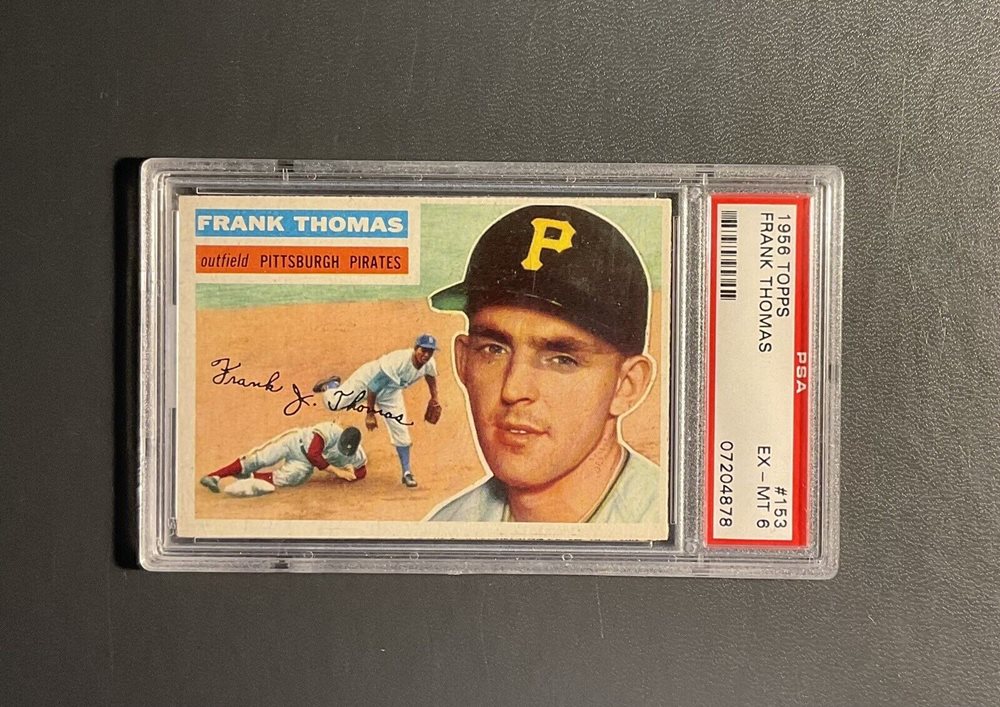 FRANK THOMAS
outfield PITTSBURGH PIRATES
Frank J. Thomas
P
1956 TOPPS #153
FRANK THOMAS EX - MT 6
PSA 07204878